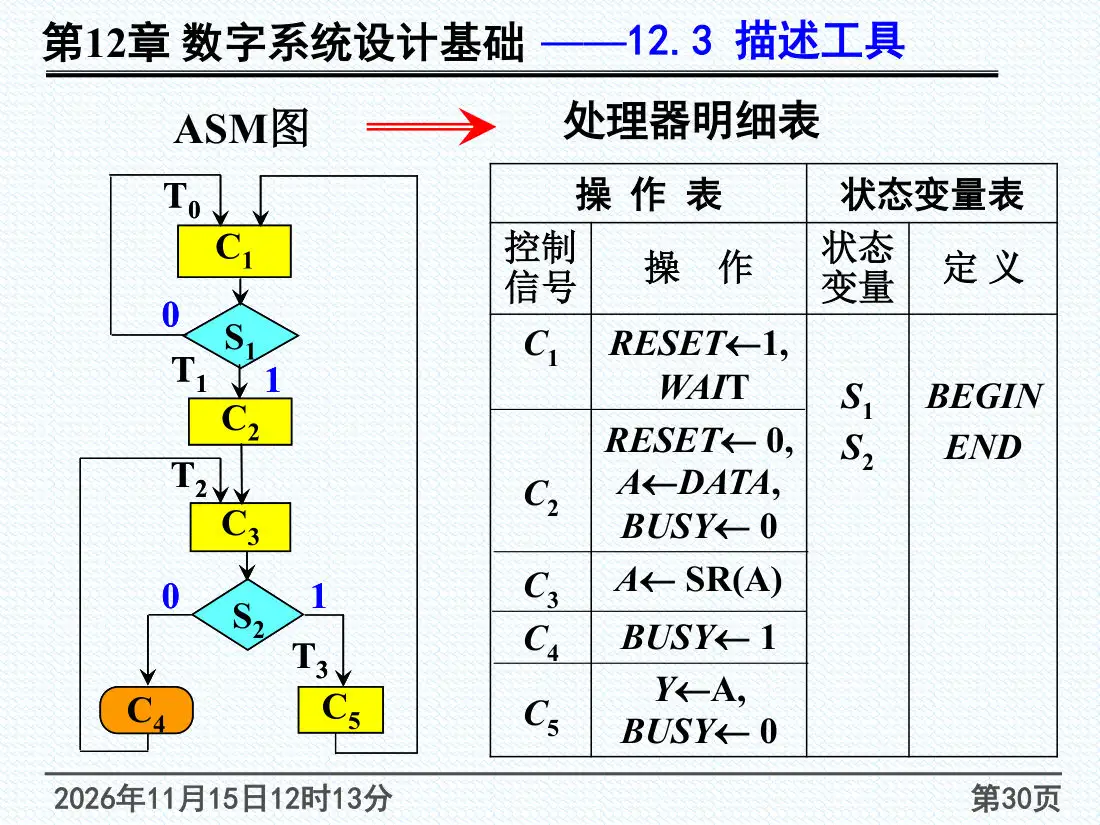 第12章 数字系统设计基础 ——12.3 描述工具
ASM图
处理器明细表
T0
C1
0
S1
T1
1
C2
T2
C3
0
1
S2
T3
C4
C5
操 作 表
状态变量表
控制
信号
操 作
状态
变量
定 义
C1
RESET←1,
WAIT
C2
RESET← 0,
A←DATA,
BUSY← 0
C3
A← SR(A)
C4
BUSY← 1
C5
Y←A,
BUSY← 0
S1
BEGIN
S2
END
2026年11月15日12时13分
第30页